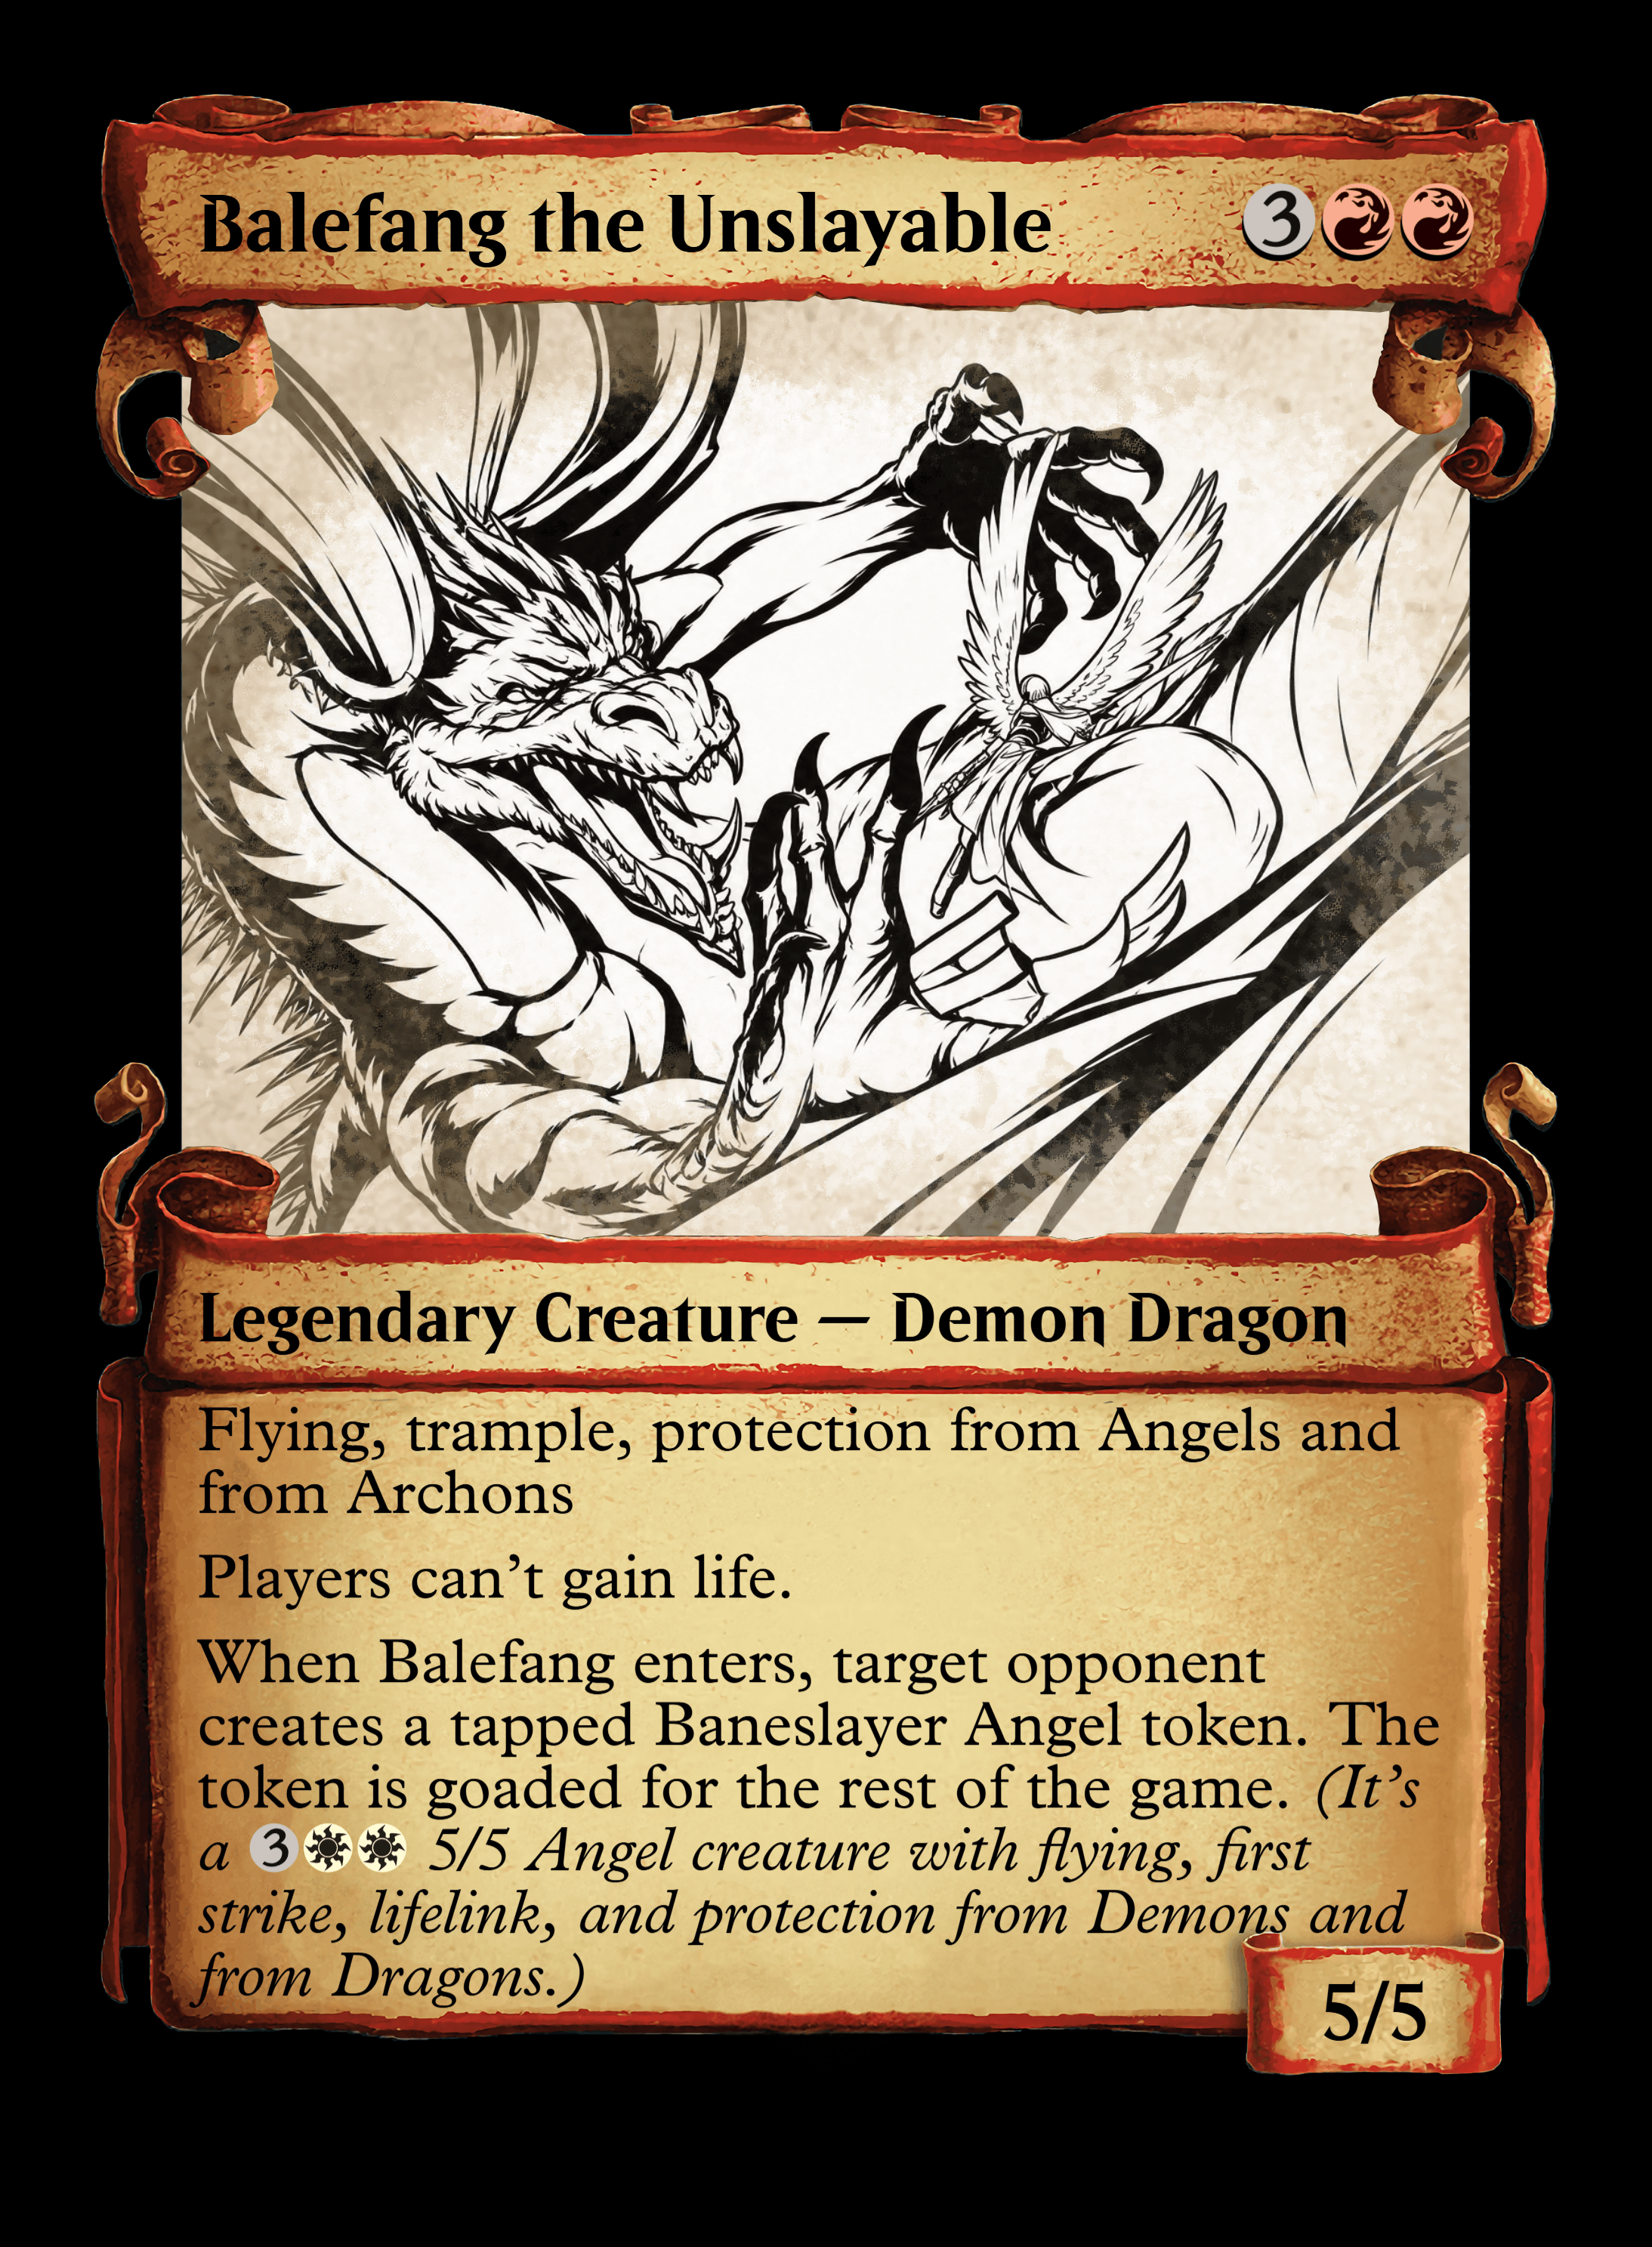 Balefang the Unslayable 3
Legendary Creature — Demon Dragon
Flying, trample, protection from Angels and
from Archons
Players can’t gain life.
When Balefang enters, target opponent
creates a tapped Baneslayer Angel token. The
token is goaded for the rest of the game. (It’s
a 3 5/5 Angel creature with flying, first
strike, lifelink, and protection from Demons and
from Dragons.)
5/5